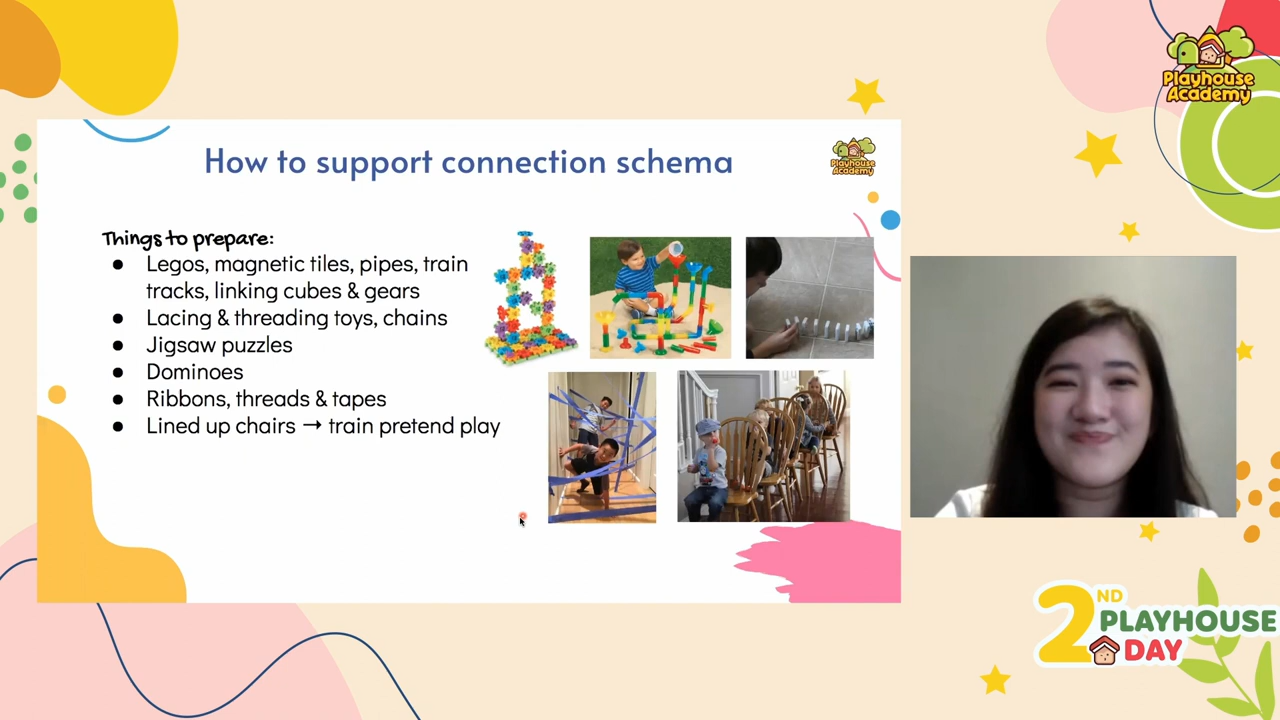 Playhouse
Academy
How to support connection schema
Playhouse
Academy
Things to prepare:
● Legos, magnetic tiles, pipes, train
tracks, linking cubes & gears
● Lacing & threading toys, chains
● Jigsaw puzzles
● Dominoes
● Ribbons, threads & tapes
● Lined up chairs → train pretend play
2ND PLAYHOUSE
DAY